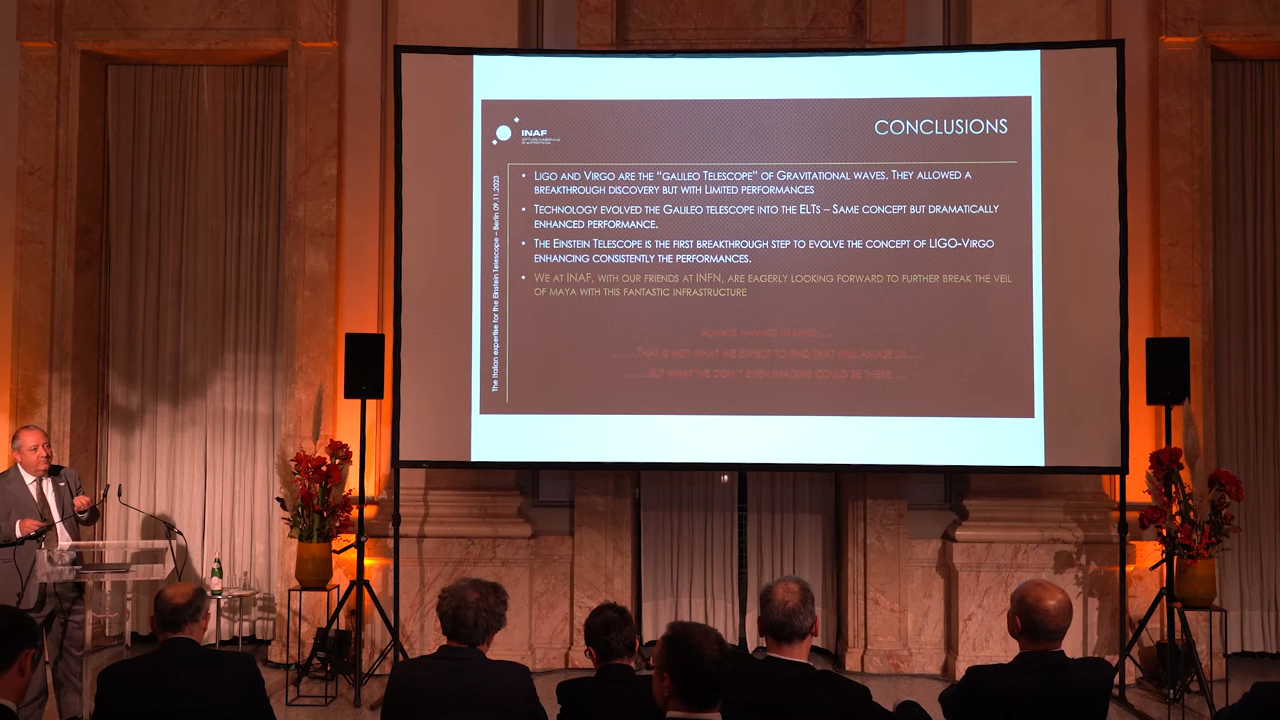 INAF
ISTITUTO NAZIONALE
DI ASTROFISICA
CONCLUSIONS
The Italian expertise for the Einstein Telescope – Berlin 09.11.2023
• LIGO AND VIRGO ARE THE "GALILEO TELESCOPE" OF GRAVITATIONAL WAVES. THEY ALLOWED A
BREAKTHROUGH DISCOVERY BUT WITH LIMITED PERFORMANCES
• TECHNOLOGY EVOLVED THE GALILEO TELESCOPE INTO THE ELTS – SAME CONCEPT BUT DRAMATICALLY
ENHANCED PERFORMANCE.
• THE EINSTEIN TELESCOPE IS THE FIRST BREAKTHROUGH STEP TO EVOLVE THE CONCEPT OF LIGO-VIRGO
ENHANCING CONSISTENTLY THE PERFORMANCES.
• WE AT INAF, WITH OUR FRIENDS AT INFN, ARE EAGERLY LOOKING FORWARD TO FURTHER BREAK THE VEIL
OF MAYA WITH THIS FANTASTIC INFRASTRUCTURE
ALWAYS HAVING IN MIND....
........THAT IS NOT WHAT WE EXPECT TO FIND THAT WILL AMAZE US....
........BUT WHAT WE DON'T EVEN IMAGINE COULD BE THERE....